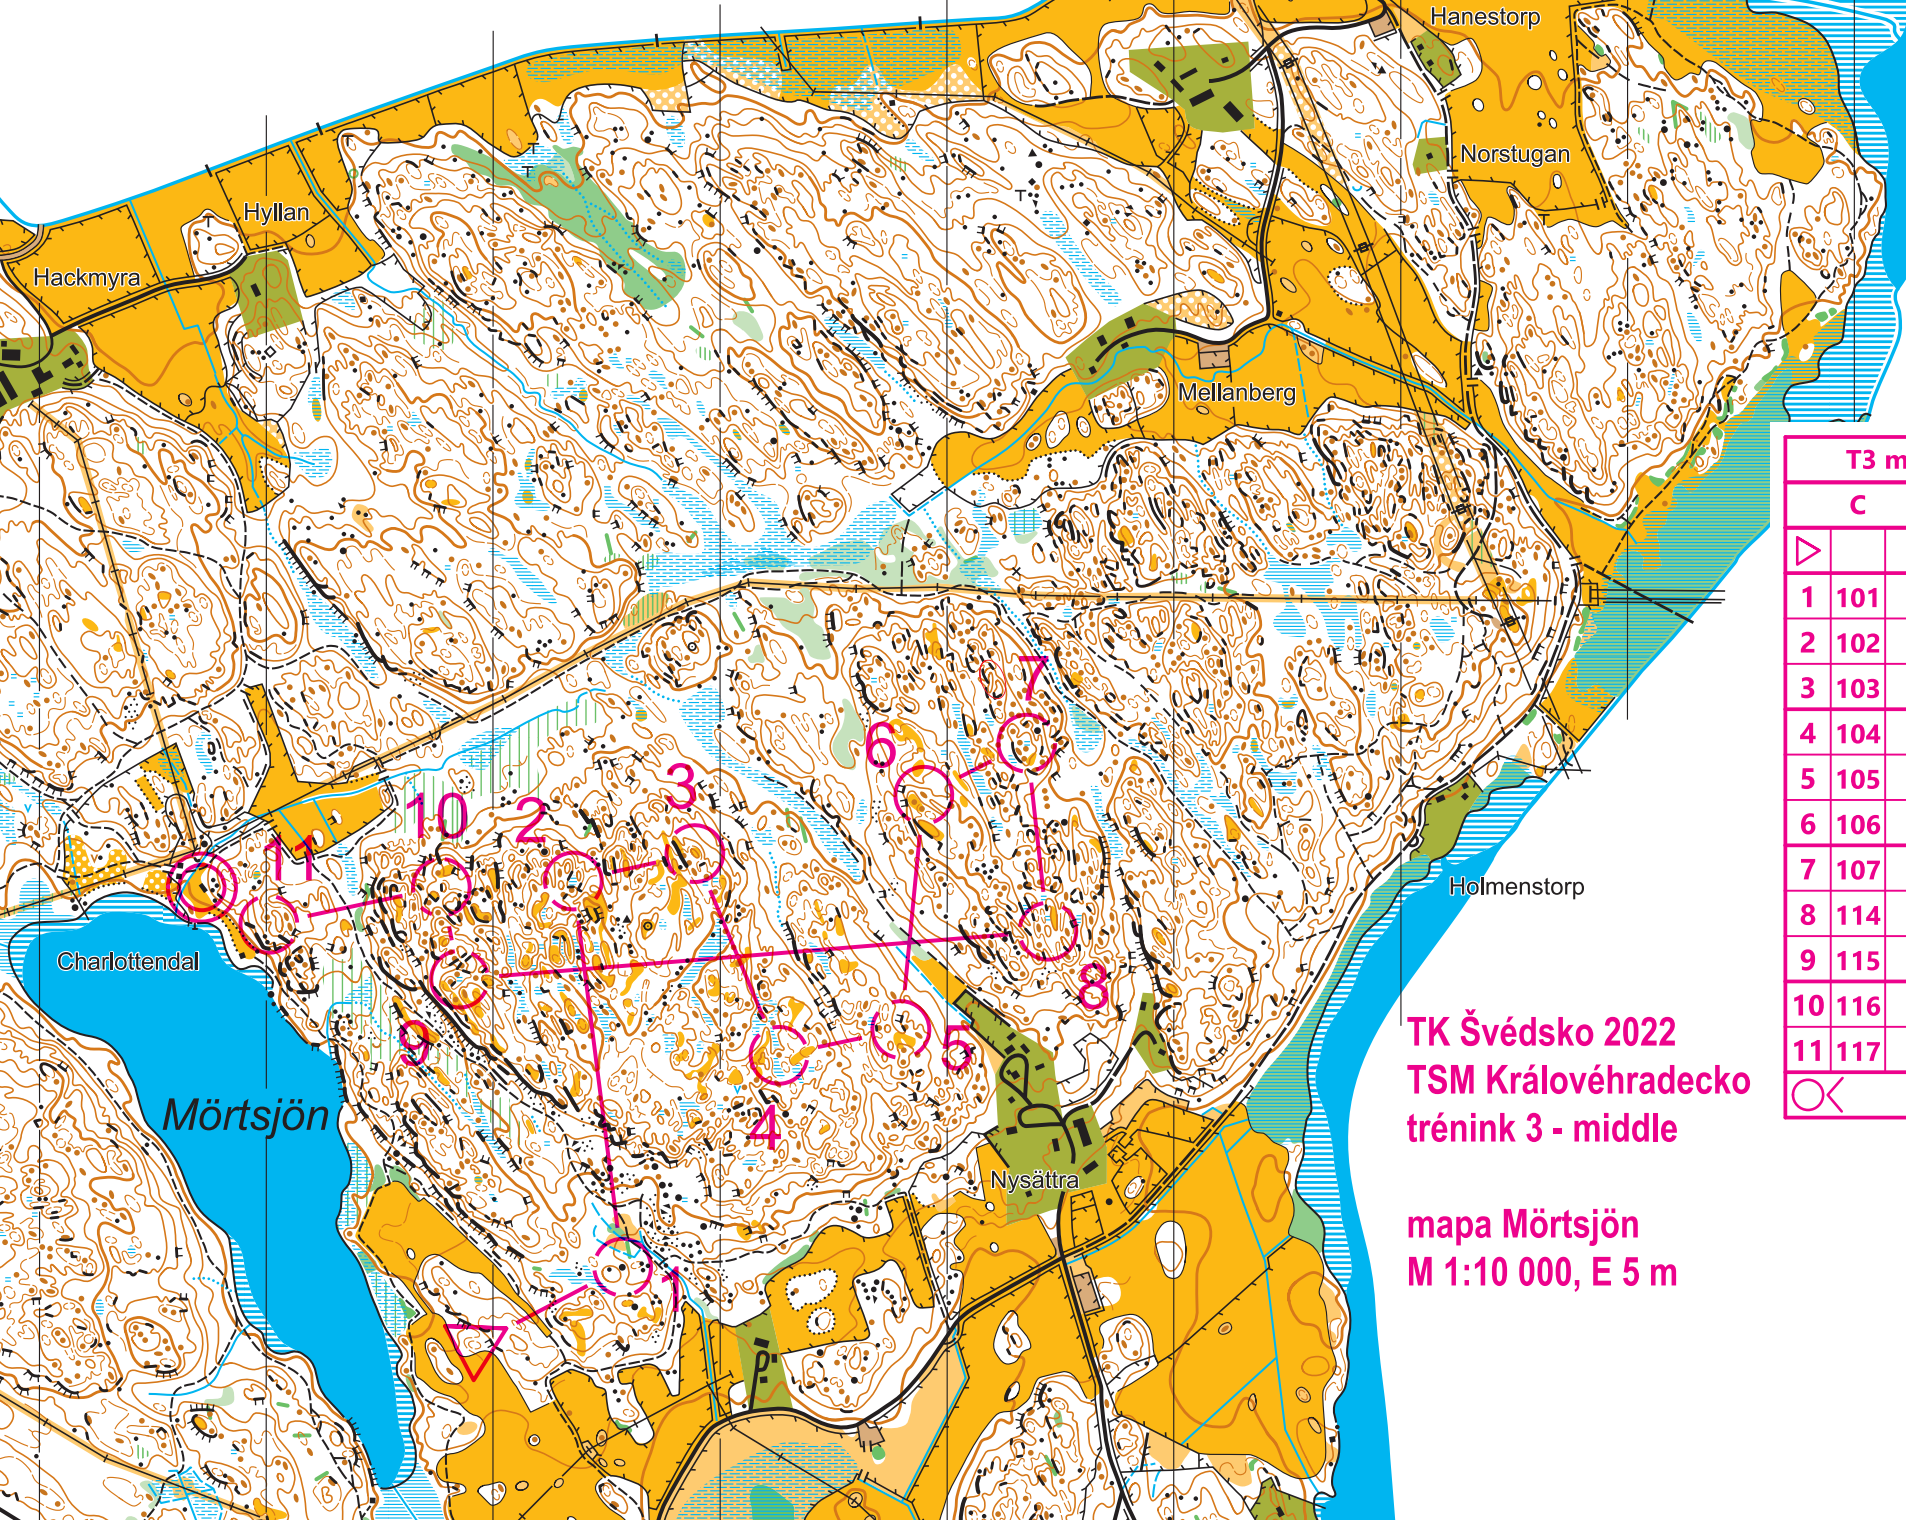 Hanestorp
Norstugan
Hyllan
Hackmyra
Mellanberg
T3 m
C
1 101
2 102
3 103
4 104
5 105
6 106
7 107
8 114
9 115
10 116
11 117
7
6
3
10
2
11
Holmenstorp
Charlottendal
8
9
5
4
Mörtsjön
Nysättra
1
TK Švédsko 2022
TSM Královéhradecko
trénink 3 - middle
mapa Mörtsjön
M 1:10 000, E 5 m